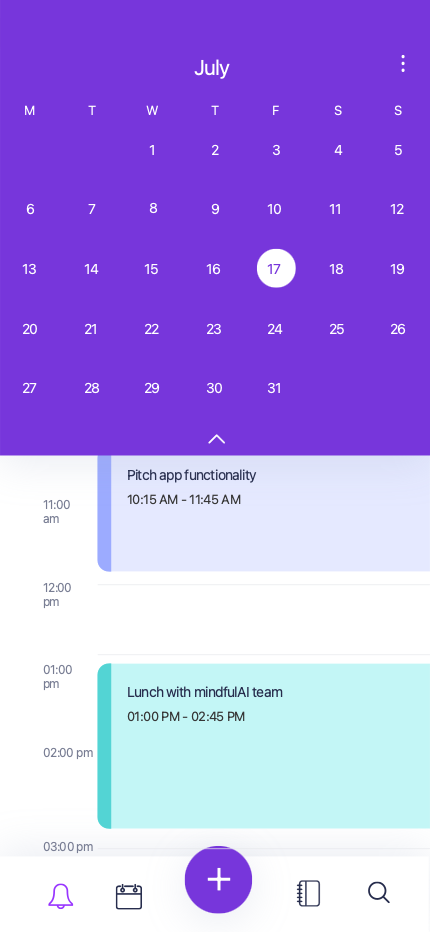 July
M T W T F S S
1 2 3 4 5
6 7 8 9 10 11 12
13 14 15 16 17 18 19
20 21 22 23 24 25 26
27 28 29 30 31
Pitch app functionality
10:15 AM - 11:45 AM
11:00
am
12:00
pm
01:00
pm
Lunch with mindfulAI team
01:00 PM - 02:45 PM
02:00 pm
03:00 pm